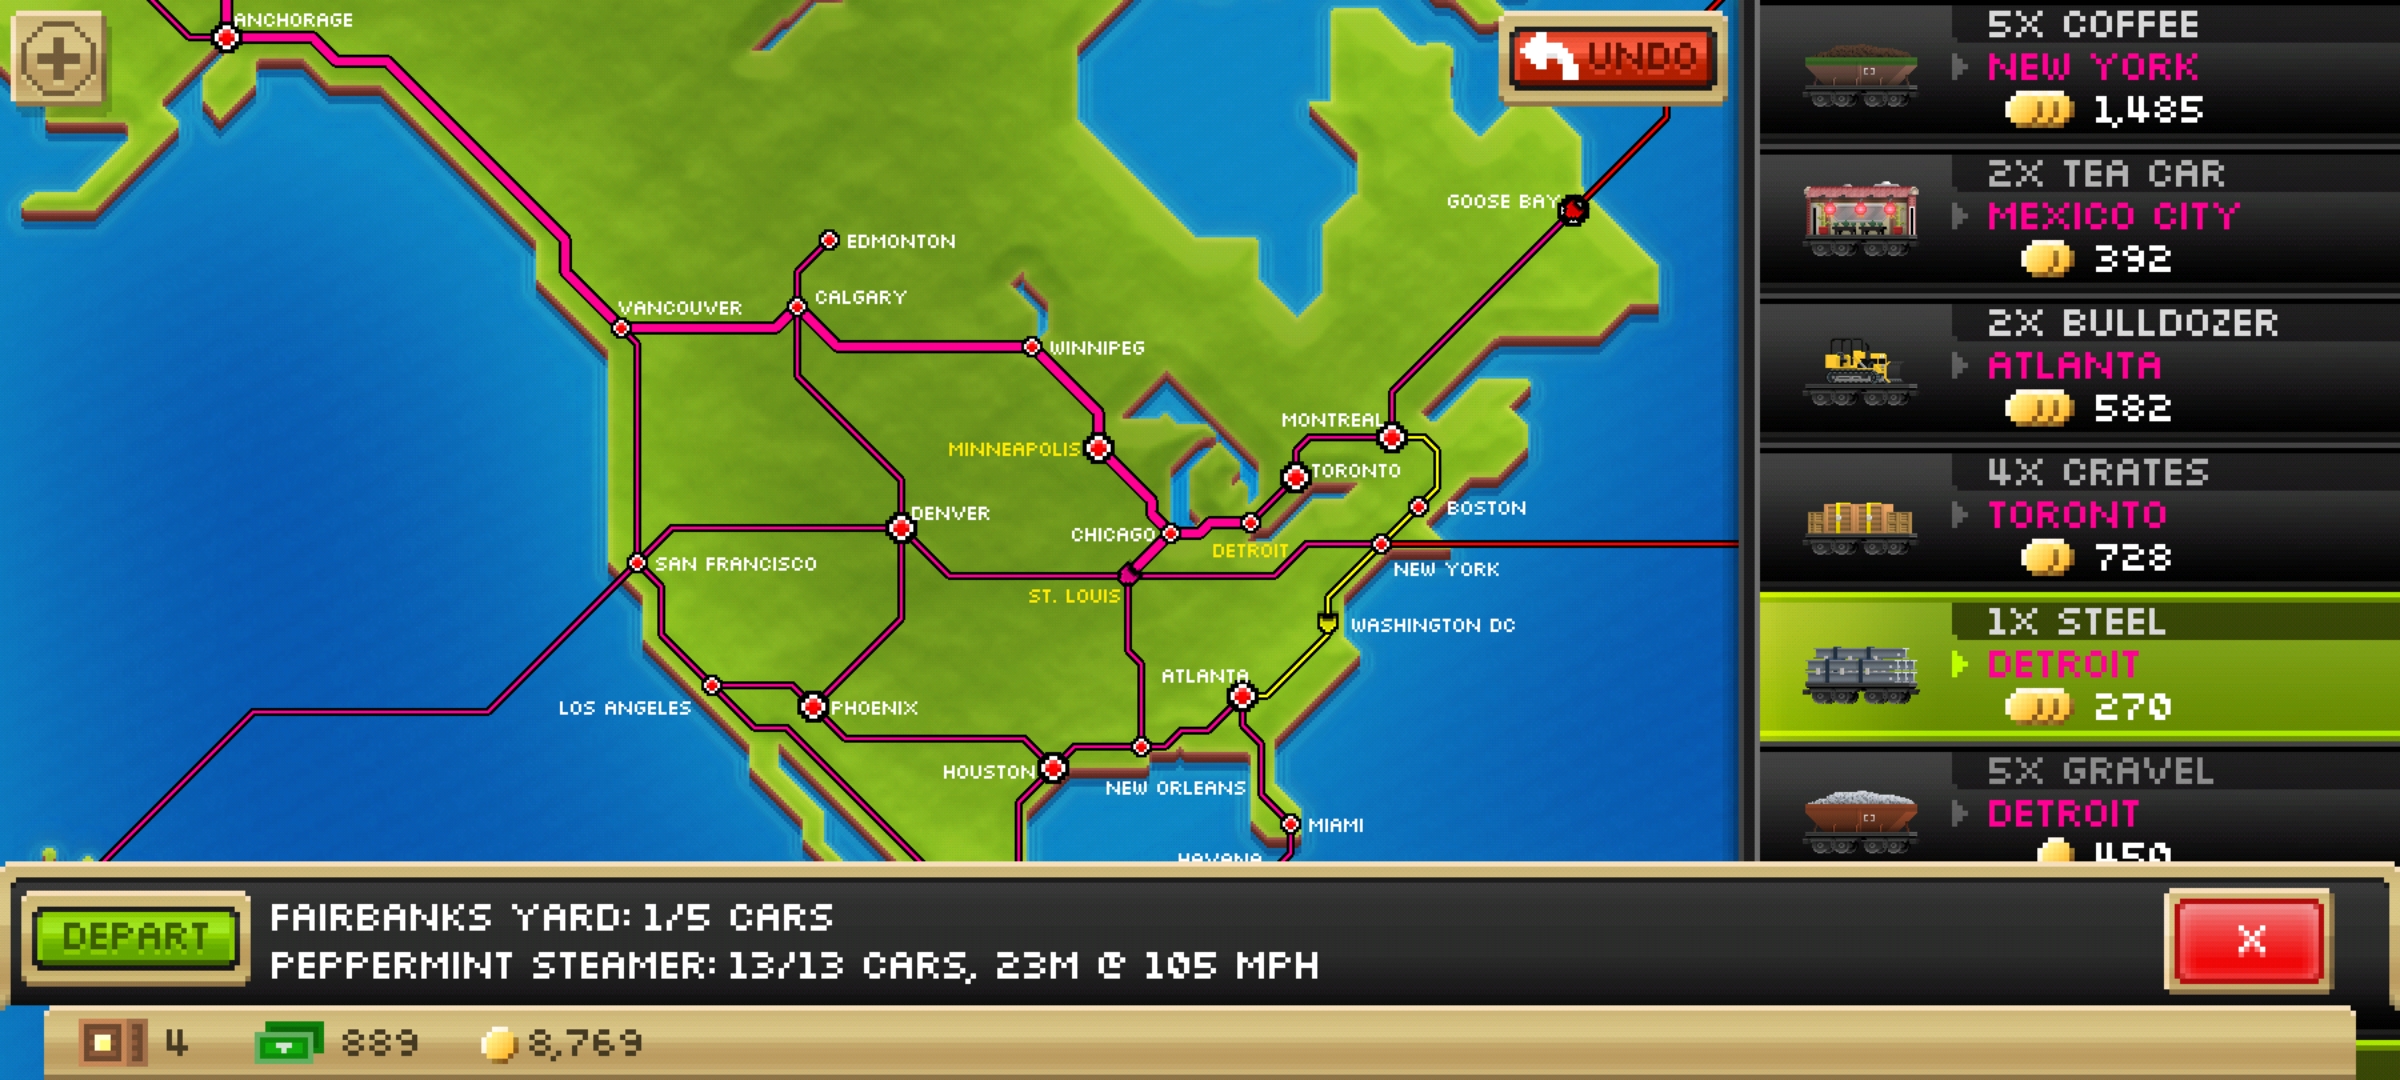 ANCHORAGE
UNDO
GOOSE BAY
EDMONTON
CALGARY
VANCOUVER
WINNIPEG
MONTREAL
MINNEAPOLIS
TORONTO
DENVER
BOSTON
CHICAGO
DETROIT
SAN FRANCISCO
NEW YORK
ST. LOUIS
WASHINGTON DC
ATLANTA
LOS ANGELES
PHOENIX
HOUSTON
NEW ORLEANS
MIAMI
HAVANA
5X COFFEE
NEW YORK
1,485
2X TEA CAR
MEXICO CITY
392
2X BULLDOZER
ATLANTA
582
4X CRATES
TORONTO
728
1X STEEL
DETROIT
270
5X GRAVEL
DETROIT
450
DEPART
FAIRBANKS YARD: 1/5 CARS
PEPPERMINT STEAMER: 13/13 CARS, 23M @ 105 MPH
X
4
889
8,769